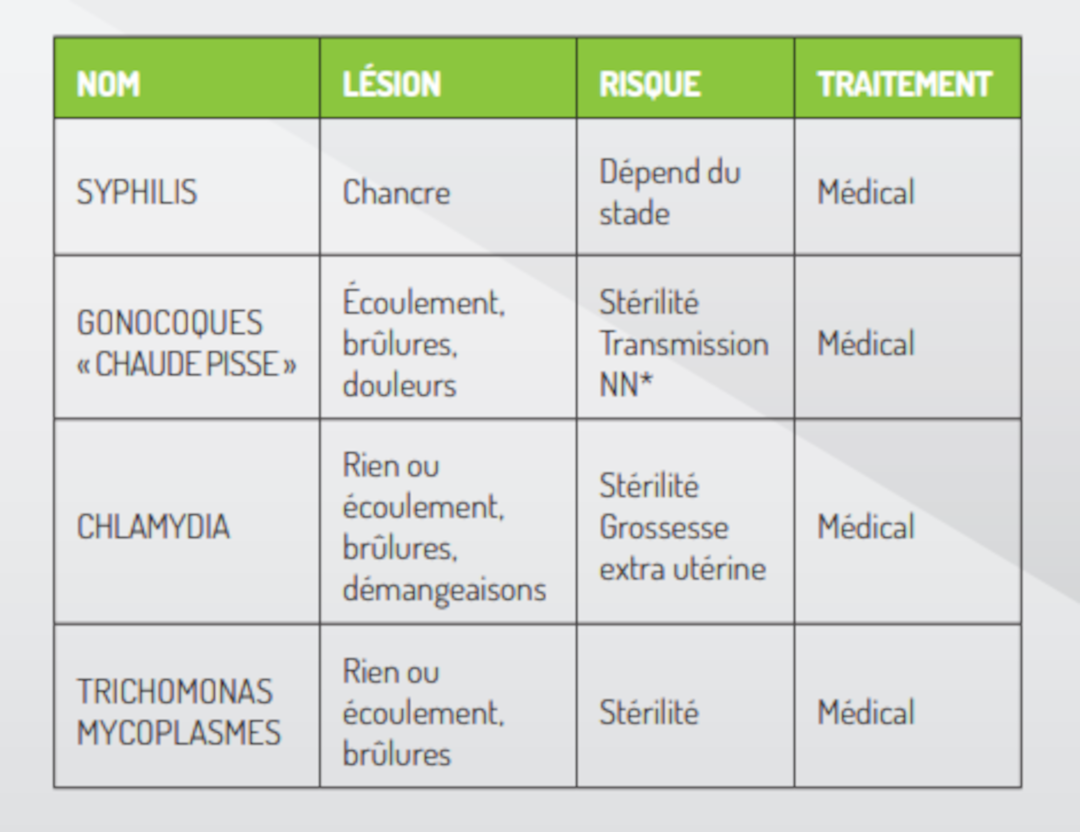 NOM LÉSION RISQUE TRAITEMENT
SYPHILIS
Chancre
Dépend du
stade
Médical
GONOCOQUES
« CHAUDE PISSE »
Écoulement,
brûlures,
douleurs
Stérilité
Transmission
NN*
Médical
CHLAMYDIA
Rien ou
écoulement,
brûlures,
démangeaisons
Stérilité
Grossesse
extra utérine
Médical
TRICHOMONAS
MYCOPLASMES
Rien ou
écoulement,
brûlures
Stérilité
Médical